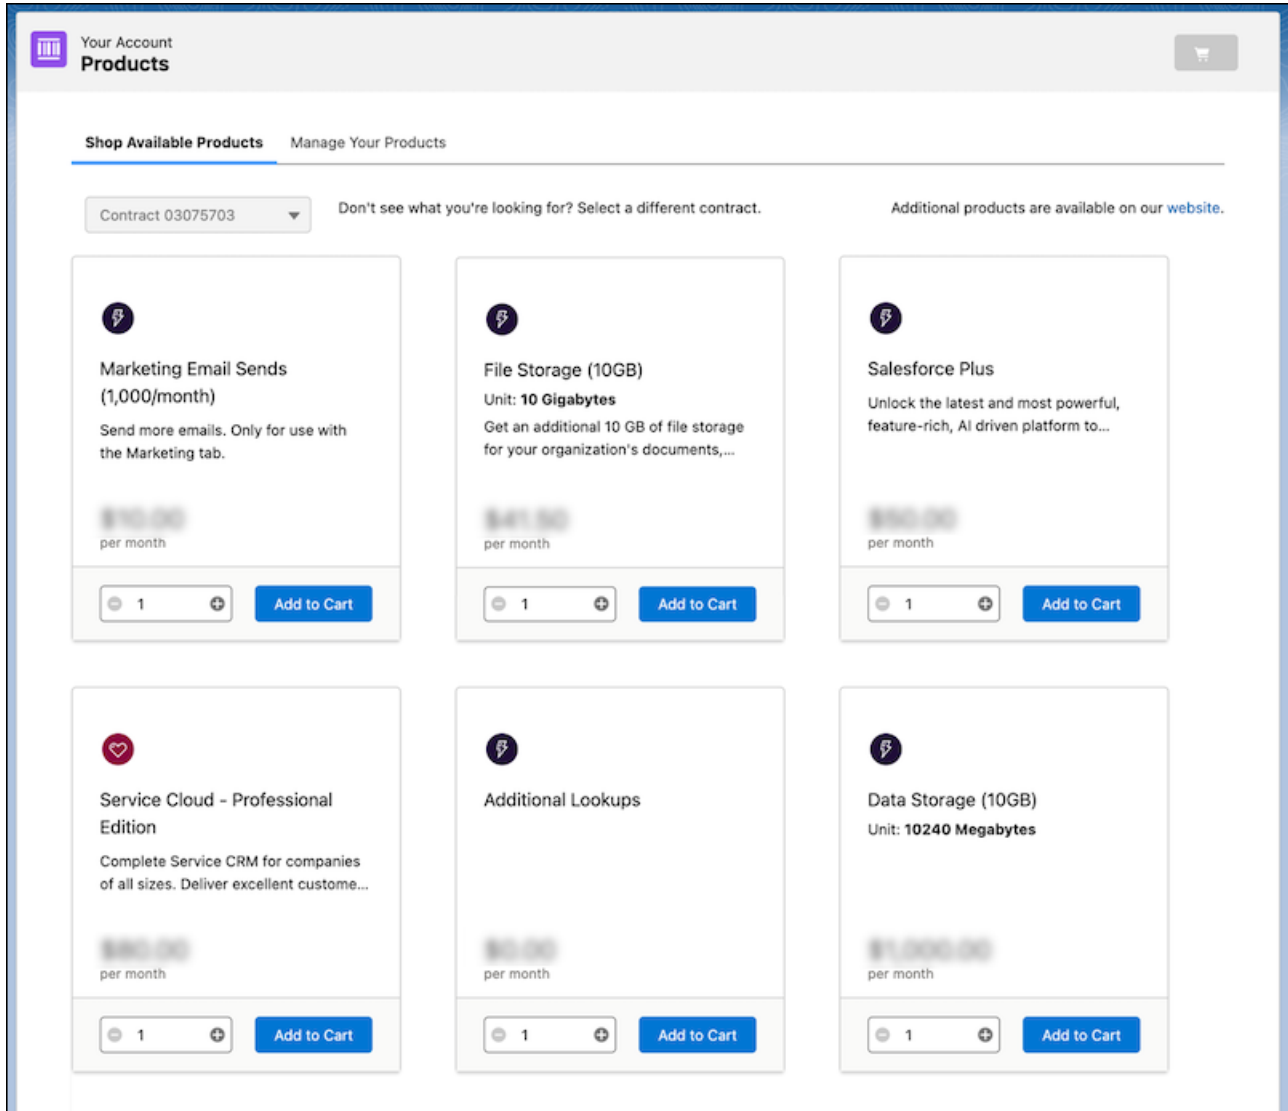 Your Account
Products
Shop Available Products
Manage Your Products
Contract 03075703
Don't see what you're looking for? Select a different contract.
Additional products are available on our website.
Marketing Email Sends
(1,000/month)
Send more emails. Only for use with
the Marketing tab.
$10.00
per month
1
Add to Cart
File Storage (10GB)
Unit: 10 Gigabytes
Get an additional 10 GB of file storage
for your organization's documents,...
$41.50
per month
1
Add to Cart
Salesforce Plus
Unlock the latest and most powerful,
feature-rich, AI driven platform to...
per month
1
Add to Cart
Service Cloud - Professional
Edition
Complete Service CRM for companies
of all sizes. Deliver excellent custome...
per month
1
Add to Cart
Additional Lookups
per month
1
Add to Cart
Data Storage (10GB)
Unit: 10240 Megabytes
$1,000.00
per month
1
Add to Cart